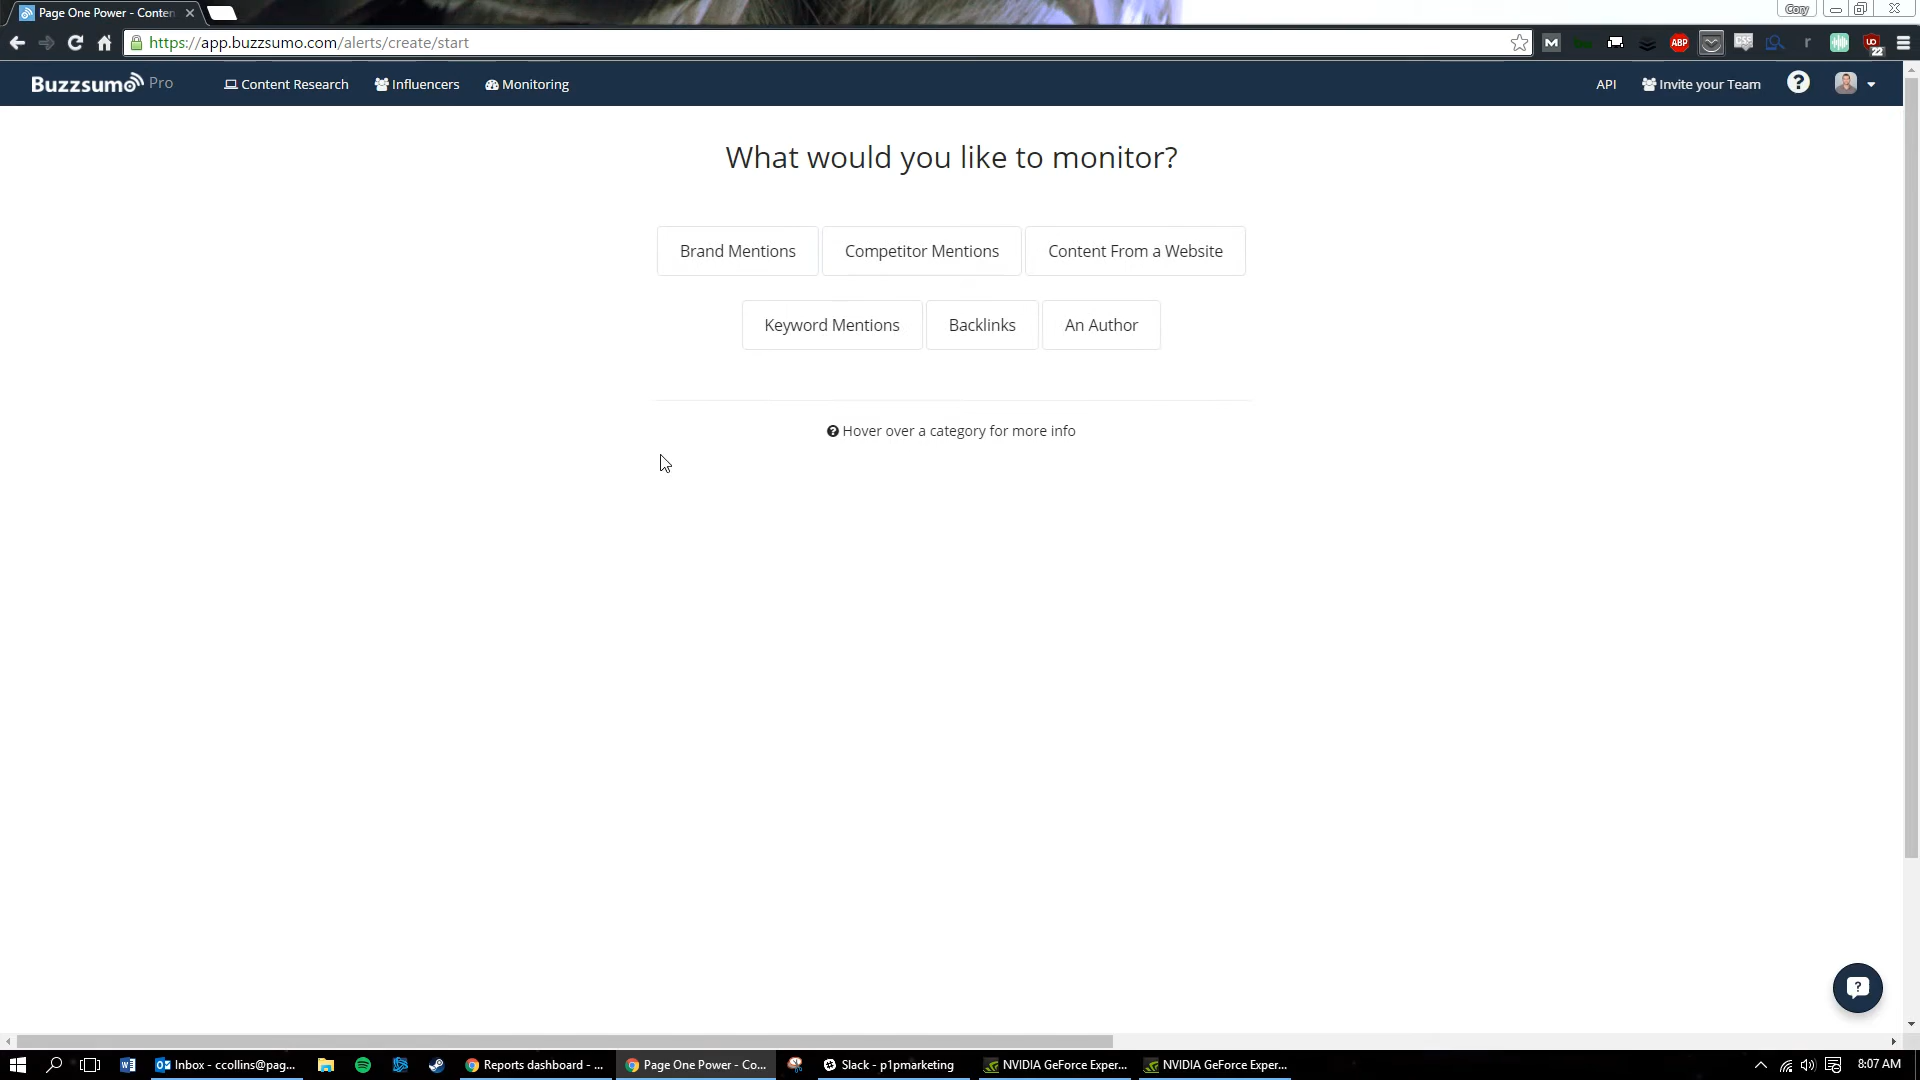 Page One Power - Conten
Cory
https://app.buzzsumo.com/alerts/create/start
M
ABP
22
Buzzsumo Pro
Content Research
Influencers
Monitoring
API
Invite your Team
What would you like to monitor?
Brand Mentions
Competitor Mentions
Content From a Website
Keyword Mentions
Backlinks
An Author
Hover over a category for more info
Inbox - ccollins@pag...
Reports dashboard - ...
Page One Power - Co...
Slack - p1pmarketing
NVIDIA GeForce Exper...
NVIDIA GeForce Exper...
8:07 AM